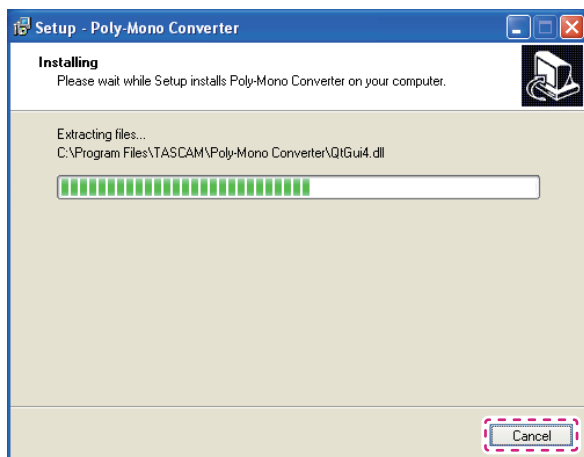 Setup - Poly-Mono Converter
Installing
Please wait while Setup installs Poly-Mono Converter on your computer.
Extracting files...
C:\Program Files\TASCAM\Poly-Mono Converter\QtGui4.dll
Cancel